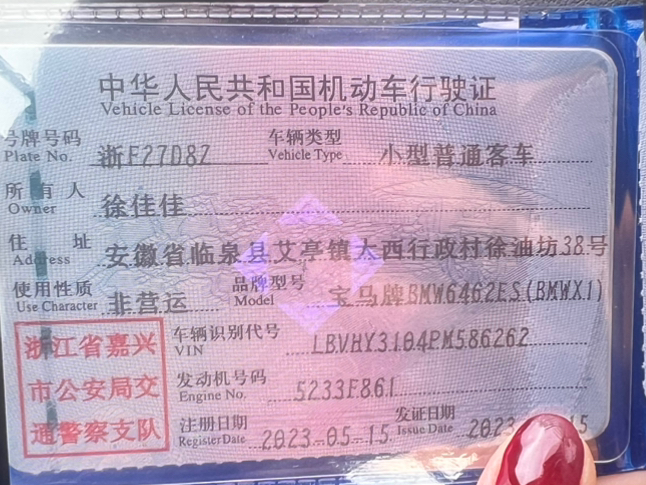 中华人民共和国机动车行驶证
Vehicle License of the People's Republic of China
号牌号码 浙F27D8Z 车辆类型 小型普通客车
Plate No. Vehicle Type
所有人 徐佳佳
Owner
住址 安徽省临泉县艾亭镇大西行政村徐油坊38号
Address
使用性质 非营运 品牌型号 宝马牌BMW6462ES(BMWX1)
Use Character Model
浙江省嘉兴
市公安局交
通警察支队
车辆识别代号 LBVHY3104PM586262
VIN
发动机号码 5233F861
Engine No.
注册日期 2023-05-15 发证日期 2023 15
Register Date Issue Date